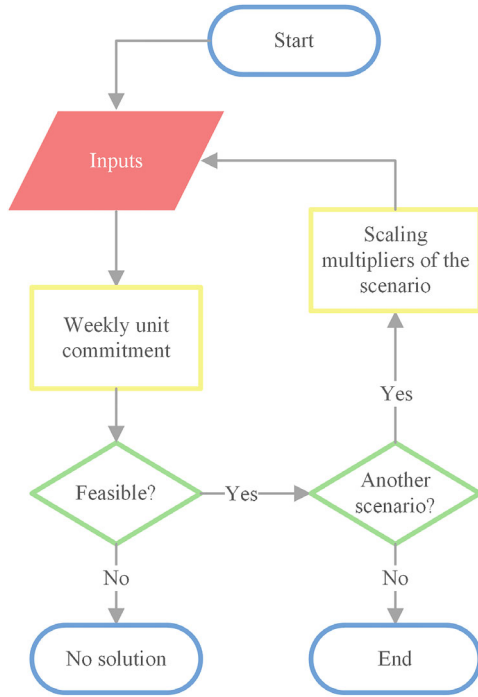 Start
Inputs
Scaling
multipliers of the
scenario
Weekly unit
commitment
Yes
Feasible?
Yes
Another
scenario?
No
No
No solution
End